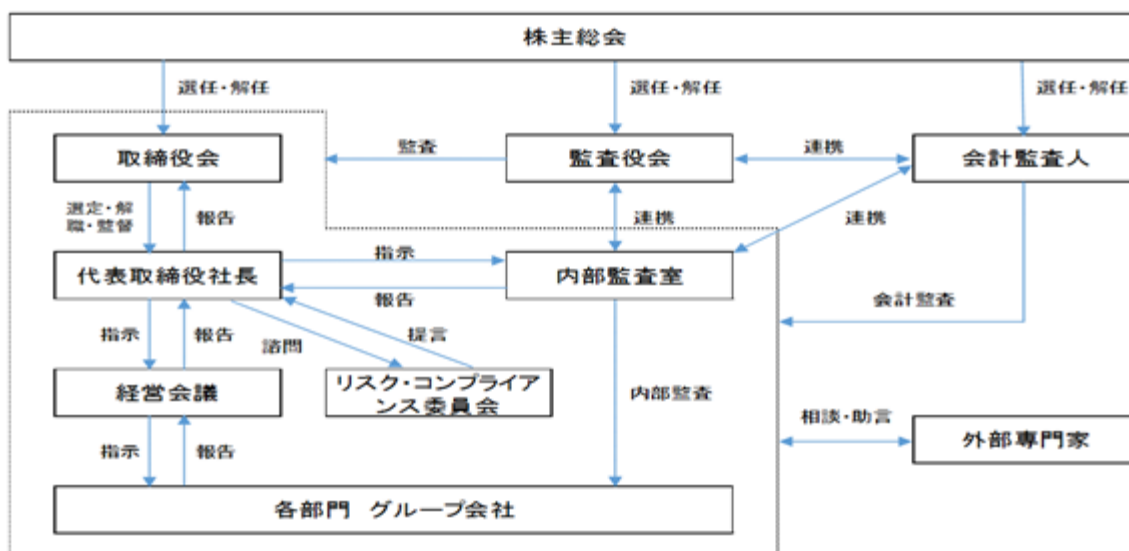 株主総会
選任・解任
選任・解任
選任・解任
取締役会
監査
監査役会
連携
会計監査人
選定・解
職・監督
報告
連携
連携
代表取締役社長
指示
内部監査室
報告
会計監査
指示
報告
諮問
提言
経営会議
リスク・コンプライア
ンス委員会
内部監査
相談・助言
外部専門家
指示
報告
各部門 グループ会社